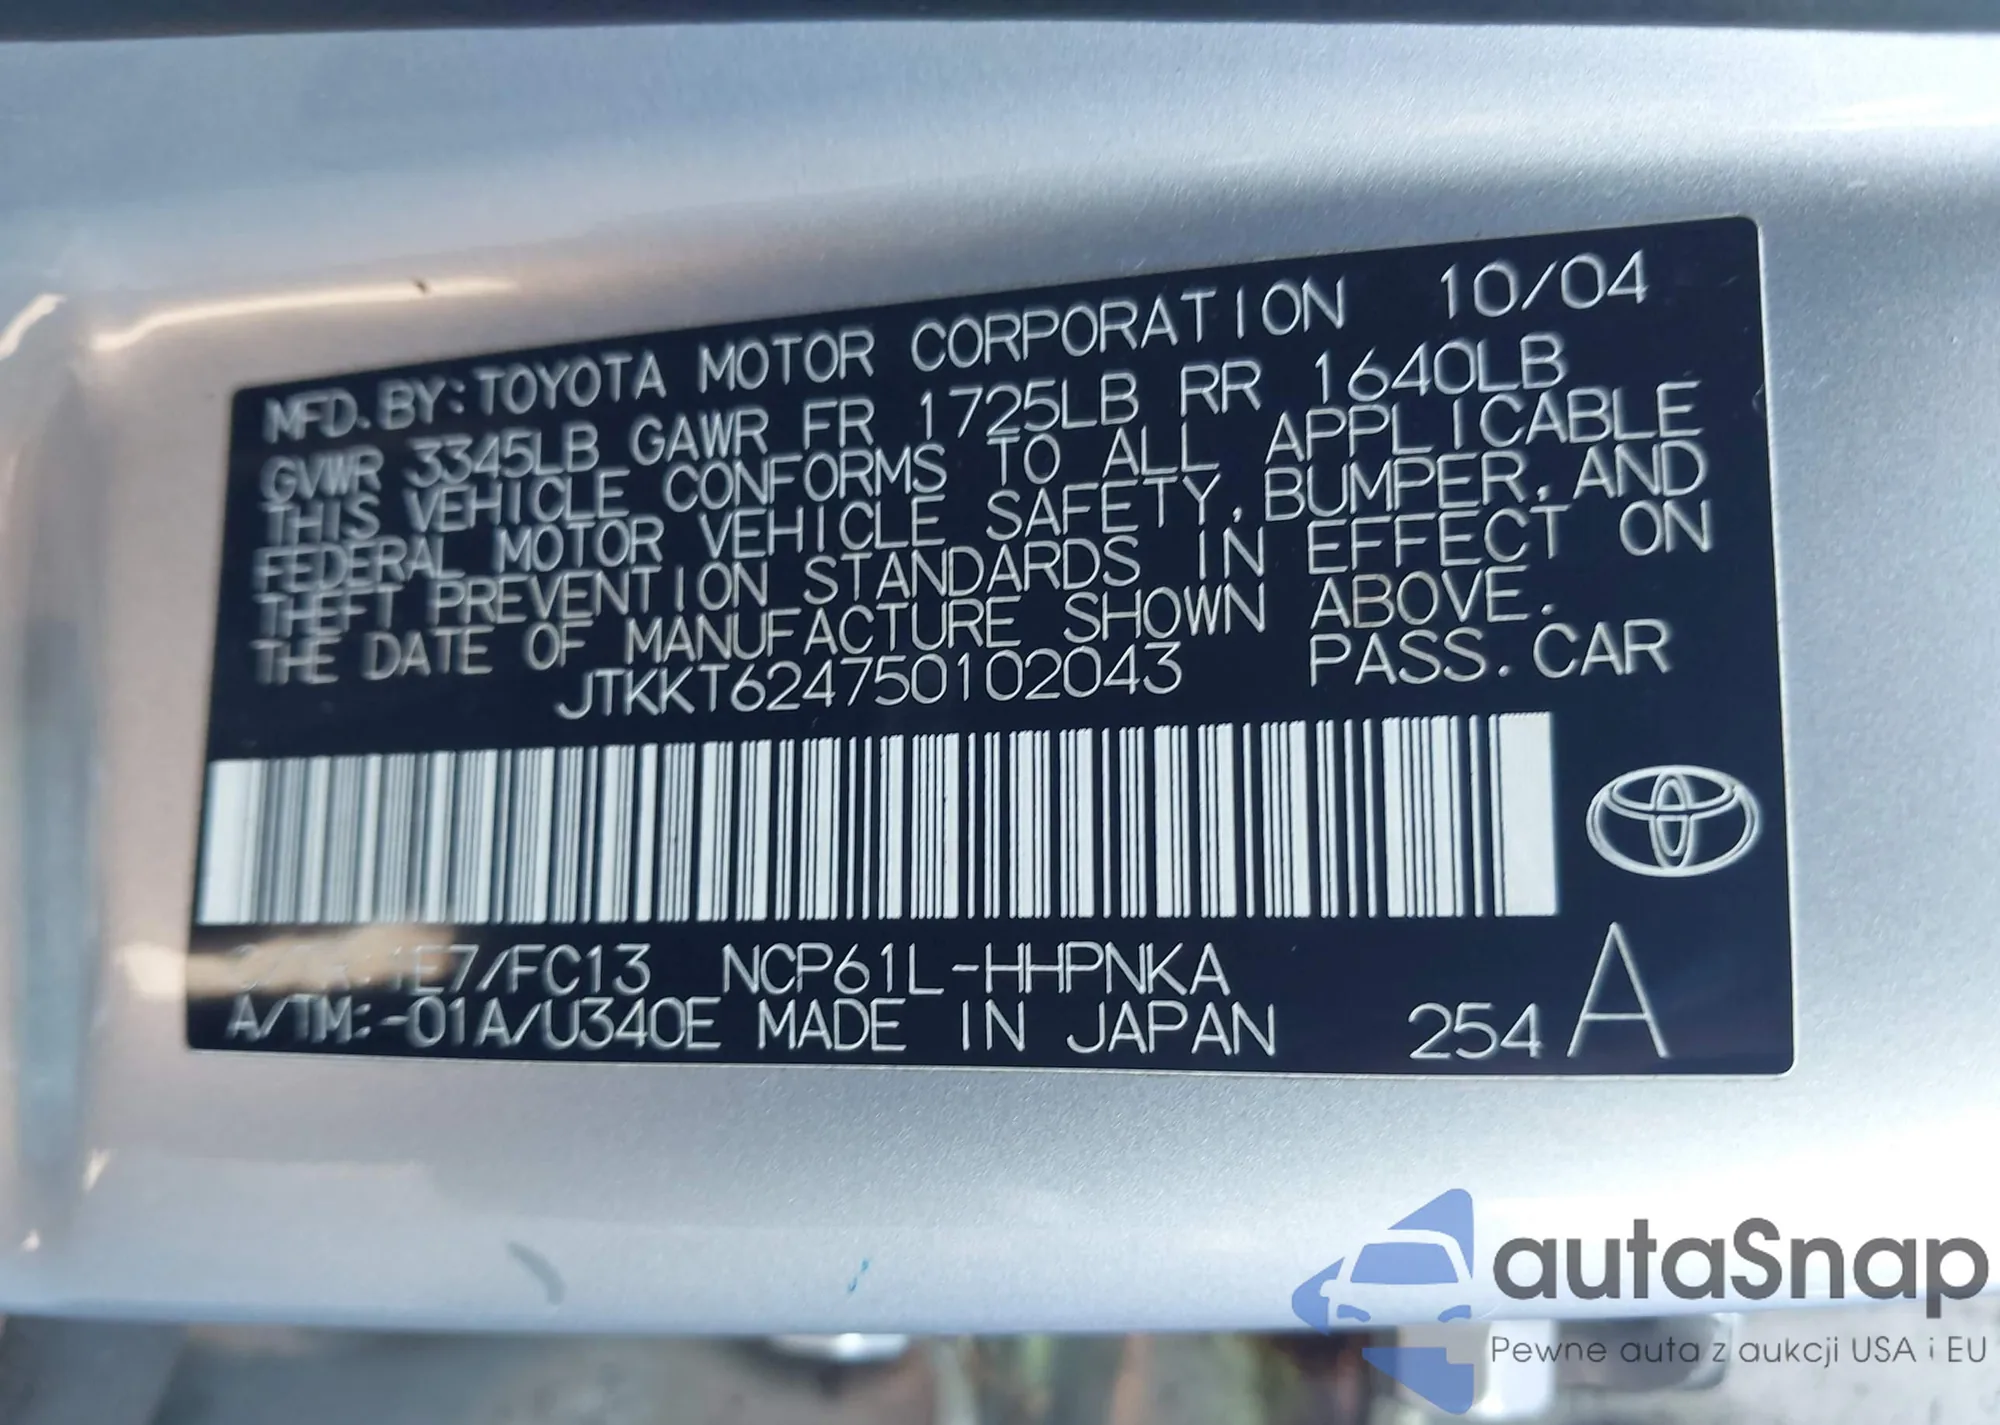 MFD. BY: TOYOTA MOTOR CORPORATION 10/04
GVWR 3345LB GAWR FR 1725LB RR 1640LB
THIS VEHICLE CONFORMS TO ALL APPLICABLE
FEDERAL MOTOR VEHICLE SAFETY, BUMPER, AND
THEFT PREVENTION STANDARDS IN EFFECT ON
THE DATE OF MANUFACTURE SHOWN ABOVE.
JTKKT624750102043 PASS. CAR
1E7/FC13 NCP61L-HHPNKA
A/TM:-01A/U340E MADE IN JAPAN 254 A
autaSnap
Pewne auta z aukcji USA i EU